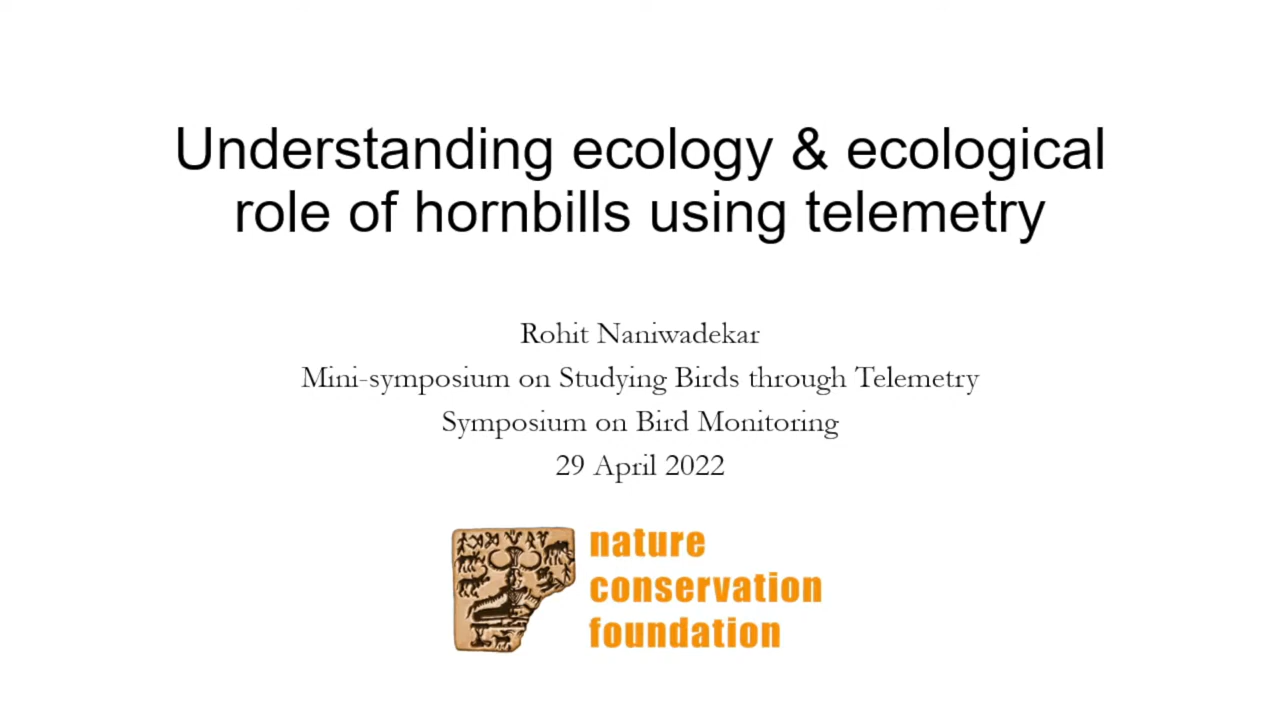 Understanding ecology & ecological
role of hornbills using telemetry
Rohit Naniwadekar
Mini-symposium on Studying Birds through Telemetry
Symposium on Bird Monitoring
29 April 2022
nature
conservation
foundation